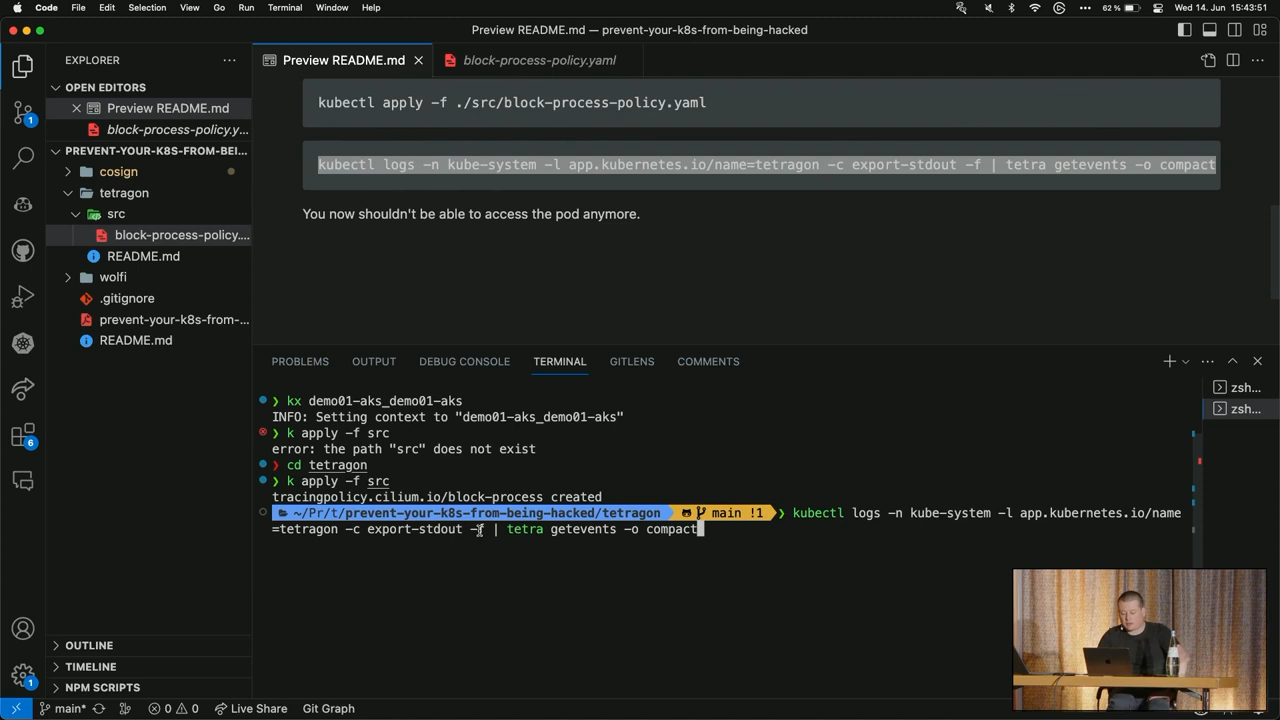 Code File Edit Selection View Go Run Terminal Window Help 62 % Wed 14. Jun 15:43:51
Preview README.md — prevent-your-k8s-from-being-hacked
EXPLORER
Preview README.md
block-process-policy.yaml
OPEN EDITORS
Preview README.md
block-process-policy.y...
PREVENT-YOUR-K8S-FROM-BEI...
cosign
tetragon
src
block-process-policy....
README.md
wolfi
.gitignore
prevent-your-k8s-from-...
README.md
kubectl apply -f ./src/block-process-policy.yaml
kubectl logs -n kube-system -l app.kubernetes.io/name=tetragon -c export-stdout -f | tetra getevents -o compact
You now shouldn't be able to access the pod anymore.
PROBLEMS OUTPUT DEBUG CONSOLE TERMINAL GITLENS COMMENTS
zsh...
zsh...
❯ kx demo01-aks_demo01-aks
INFO: Setting context to "demo01-aks_demo01-aks"
❯ k apply -f src
error: the path "src" does not exist
❯ cd tetragon
❯ k apply -f src
tracingpolicy.cilium.io/block-process created
~/Pr/t/prevent-your-k8s-from-being-hacked/tetragon main !1 ❯ kubectl logs -n kube-system -l app.kubernetes.io/name
=tetragon -c export-stdout -f | tetra getevents -o compact
1
6
1
OUTLINE
TIMELINE
NPM SCRIPTS
main* 0 0 Live Share Git Graph